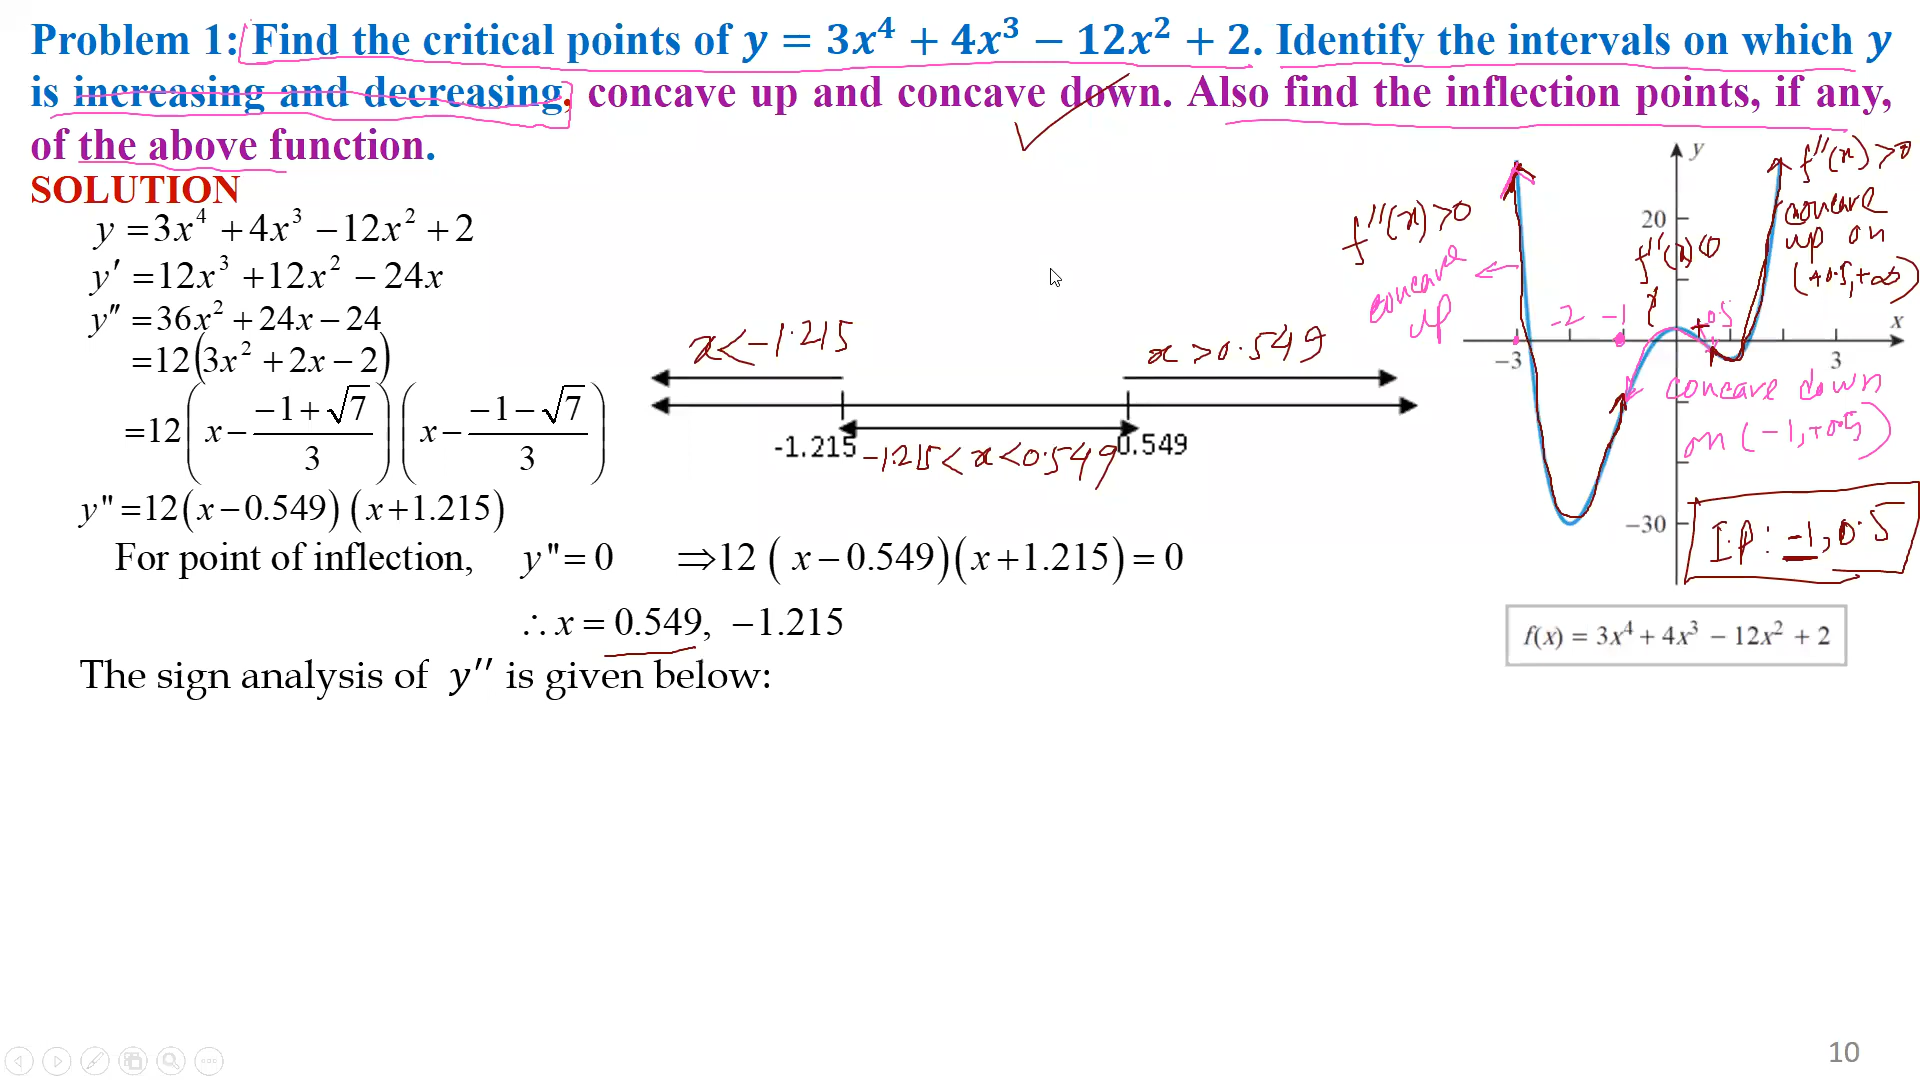 Problem 1: Find the critical points of y = 3x⁴ + 4x³ − 12x² + 2. Identify the intervals on which y
is increasing and decreasing, concave up and concave down. Also find the inflection points, if any,
of the above function.
SOLUTION
y = 3x⁴ + 4x³ − 12x² + 2
y′ = 12x³ + 12x² − 24x
y″ = 36x² + 24x − 24
= 12(3x² + 2x − 2)
= 12(x − (−1+√7)/3)(x − (−1−√7)/3)
y" = 12(x − 0.549)(x + 1.215)
For point of inflection, y" = 0 ⇒ 12 (x − 0.549)(x + 1.215) = 0
∴ x = 0.549, −1.215
The sign analysis of y″ is given below:
x < −1.215
x > 0.549
-1.215
−1.215 < x < 0.549
0.549
f″(x) > 0
concave
up
y
20
f″(x) < 0
f″(x) > 0
concave
up on
(+0.5, +∞)
-2 -1
+0.5
x
−3
3
concave down
on (-1, +0.5)
−30
I.P : -1, 0.5
f(x) = 3x⁴ + 4x³ − 12x² + 2
10